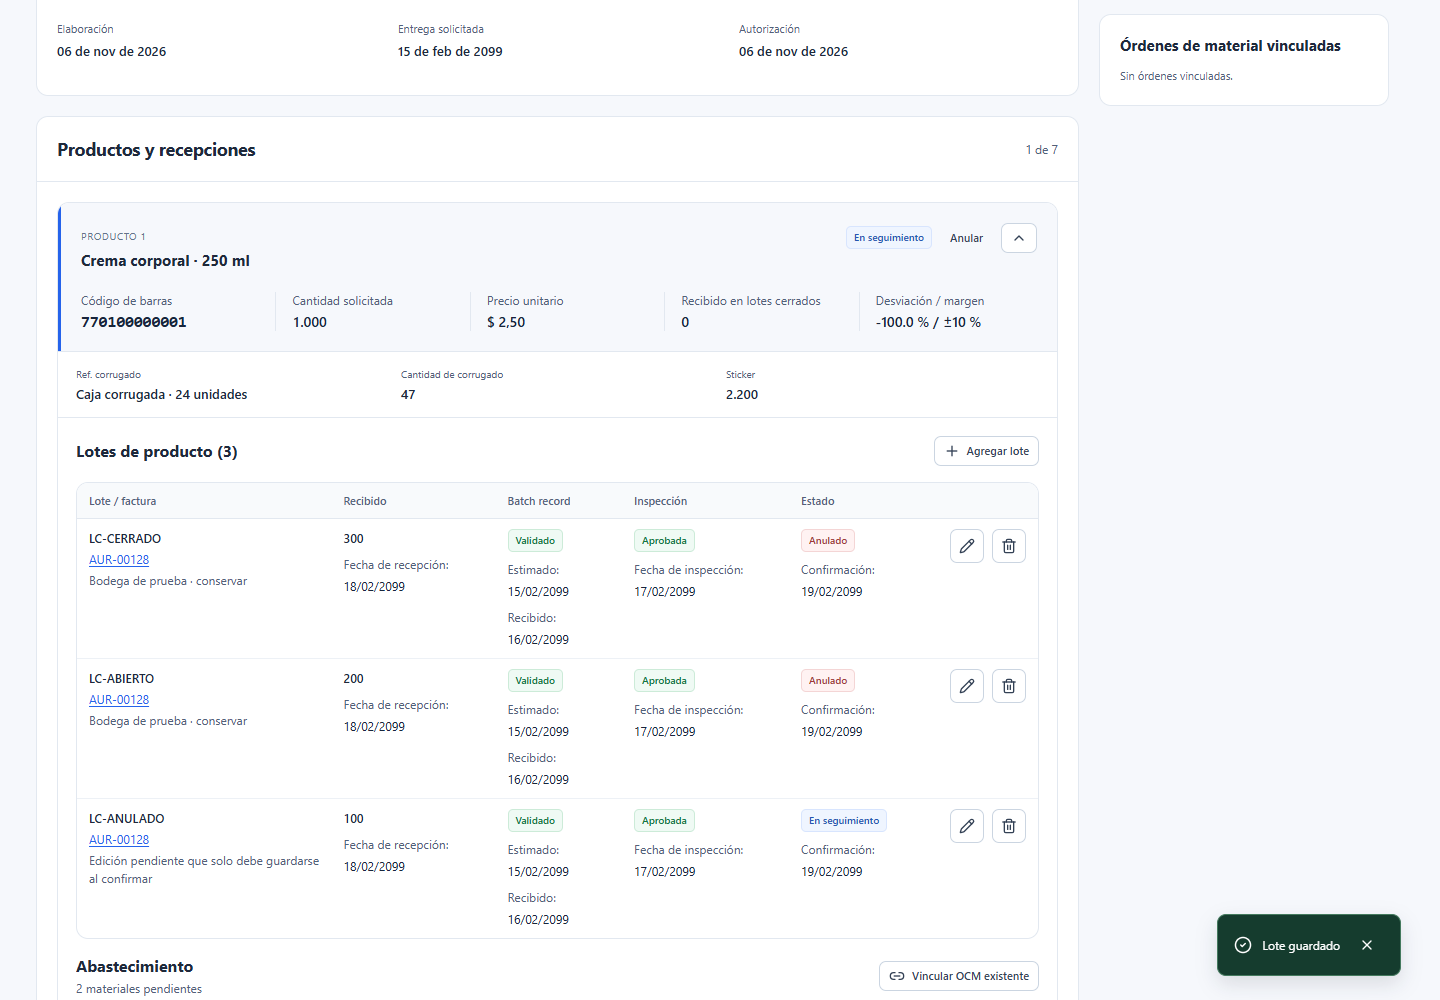 Elaboración
06 de nov de 2026
Entrega solicitada
15 de feb de 2099
Autorización
06 de nov de 2026
Órdenes de material vinculadas
Sin órdenes vinculadas.
Productos y recepciones
1 de 7
PRODUCTO 1
Crema corporal · 250 ml
En seguimiento
Anular
Código de barras
770100000001
Cantidad solicitada
1.000
Precio unitario
$ 2,50
Recibido en lotes cerrados
0
Desviación / margen
-100.0 % / ±10 %
Ref. corrugado
Caja corrugada · 24 unidades
Cantidad de corrugado
47
Sticker
2.200
Lotes de producto (3)
Agregar lote
Lote / factura
Recibido
Batch record
Inspección
Estado
LC-CERRADO
AUR-00128
Bodega de prueba · conservar
300
Fecha de recepción:
18/02/2099
Validado
Estimado:
15/02/2099
Recibido:
16/02/2099
Aprobada
Fecha de inspección:
17/02/2099
Anulado
Confirmación:
19/02/2099
LC-ABIERTO
AUR-00128
Bodega de prueba · conservar
200
Fecha de recepción:
18/02/2099
Validado
Estimado:
15/02/2099
Recibido:
16/02/2099
Aprobada
Fecha de inspección:
17/02/2099
Anulado
Confirmación:
19/02/2099
LC-ANULADO
AUR-00128
Edición pendiente que solo debe guardarse
al confirmar
100
Fecha de recepción:
18/02/2099
Validado
Estimado:
15/02/2099
Recibido:
16/02/2099
Aprobada
Fecha de inspección:
17/02/2099
En seguimiento
Confirmación:
19/02/2099
Abastecimiento
2 materiales pendientes
Vincular OCM existente
Lote guardado